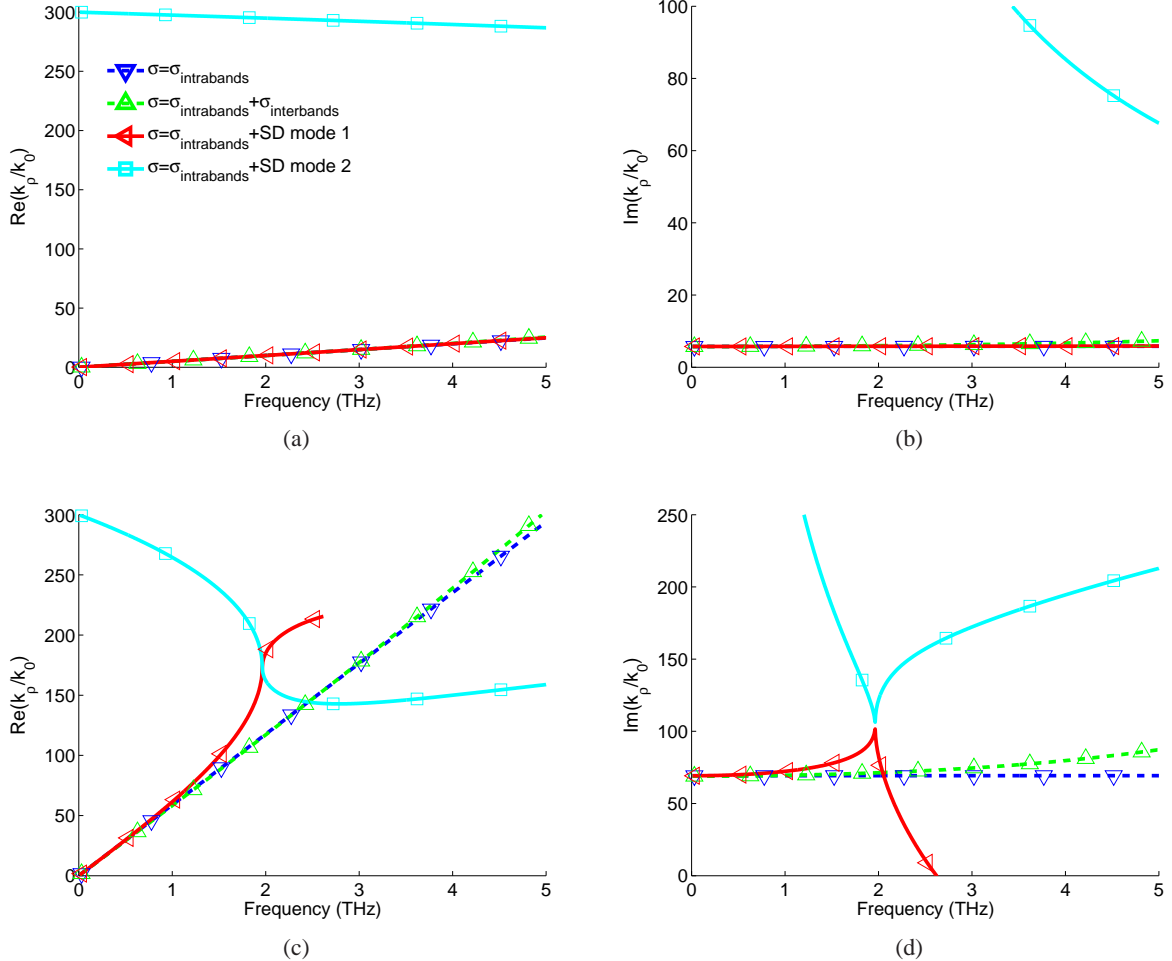 300
250
200
150
100
50
0
Re(kρ/k0)
σ=σintrabands
σ=σintrabands+σinterbands
σ=σintrabands+SD mode 1
σ=σintrabands+SD mode 2
0 1 2 3 4 5
Frequency (THz)
(a)
100
80
60
40
20
0
Im(kρ/k0)
0 1 2 3 4 5
Frequency (THz)
(b)
300
250
200
150
100
50
0
Re(kρ/k0)
0 1 2 3 4 5
Frequency (THz)
(c)
250
200
150
100
50
0
Im(kρ/k0)
0 1 2 3 4 5
Frequency (THz)
(d)